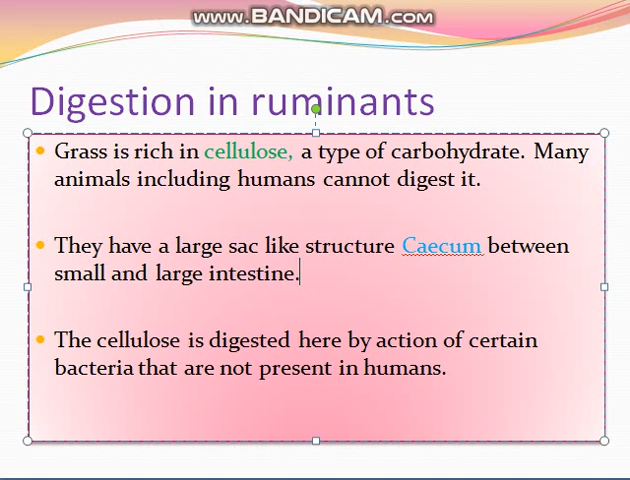 www.BANDICAM.com
Digestion in ruminants
Grass is rich in cellulose, a type of carbohydrate. Many
animals including humans cannot digest it.
They have a large sac like structure Caecum between
small and large intestine.
The cellulose is digested here by action of certain
bacteria that are not present in humans.